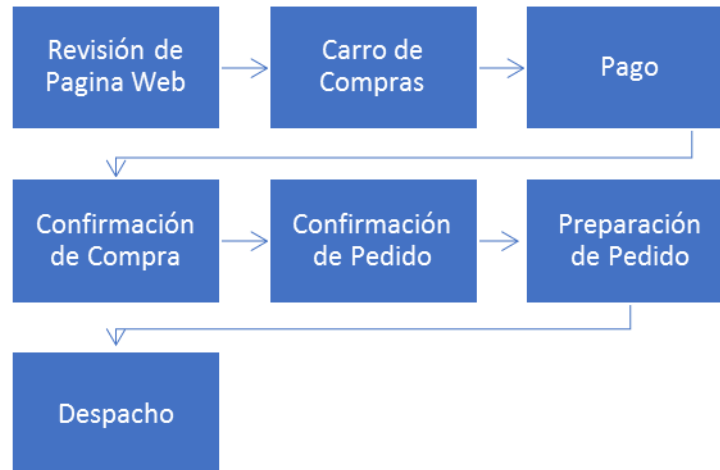 Revisión de
Pagina Web
Carro de
Compras
Pago
Confirmación
de Compra
Confirmación
de Pedido
Preparación
de Pedido
Despacho